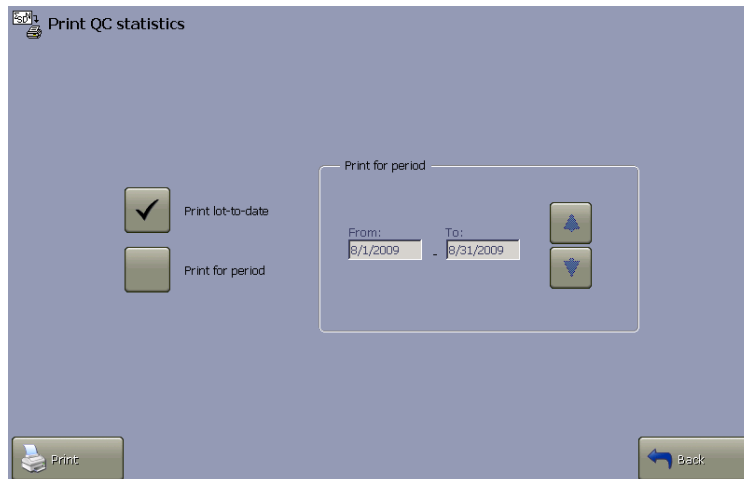 Print QC statistics
Print for period
Print lot-to-date
From: To:
8/1/2009 - 8/31/2009
Print for period
Print Back